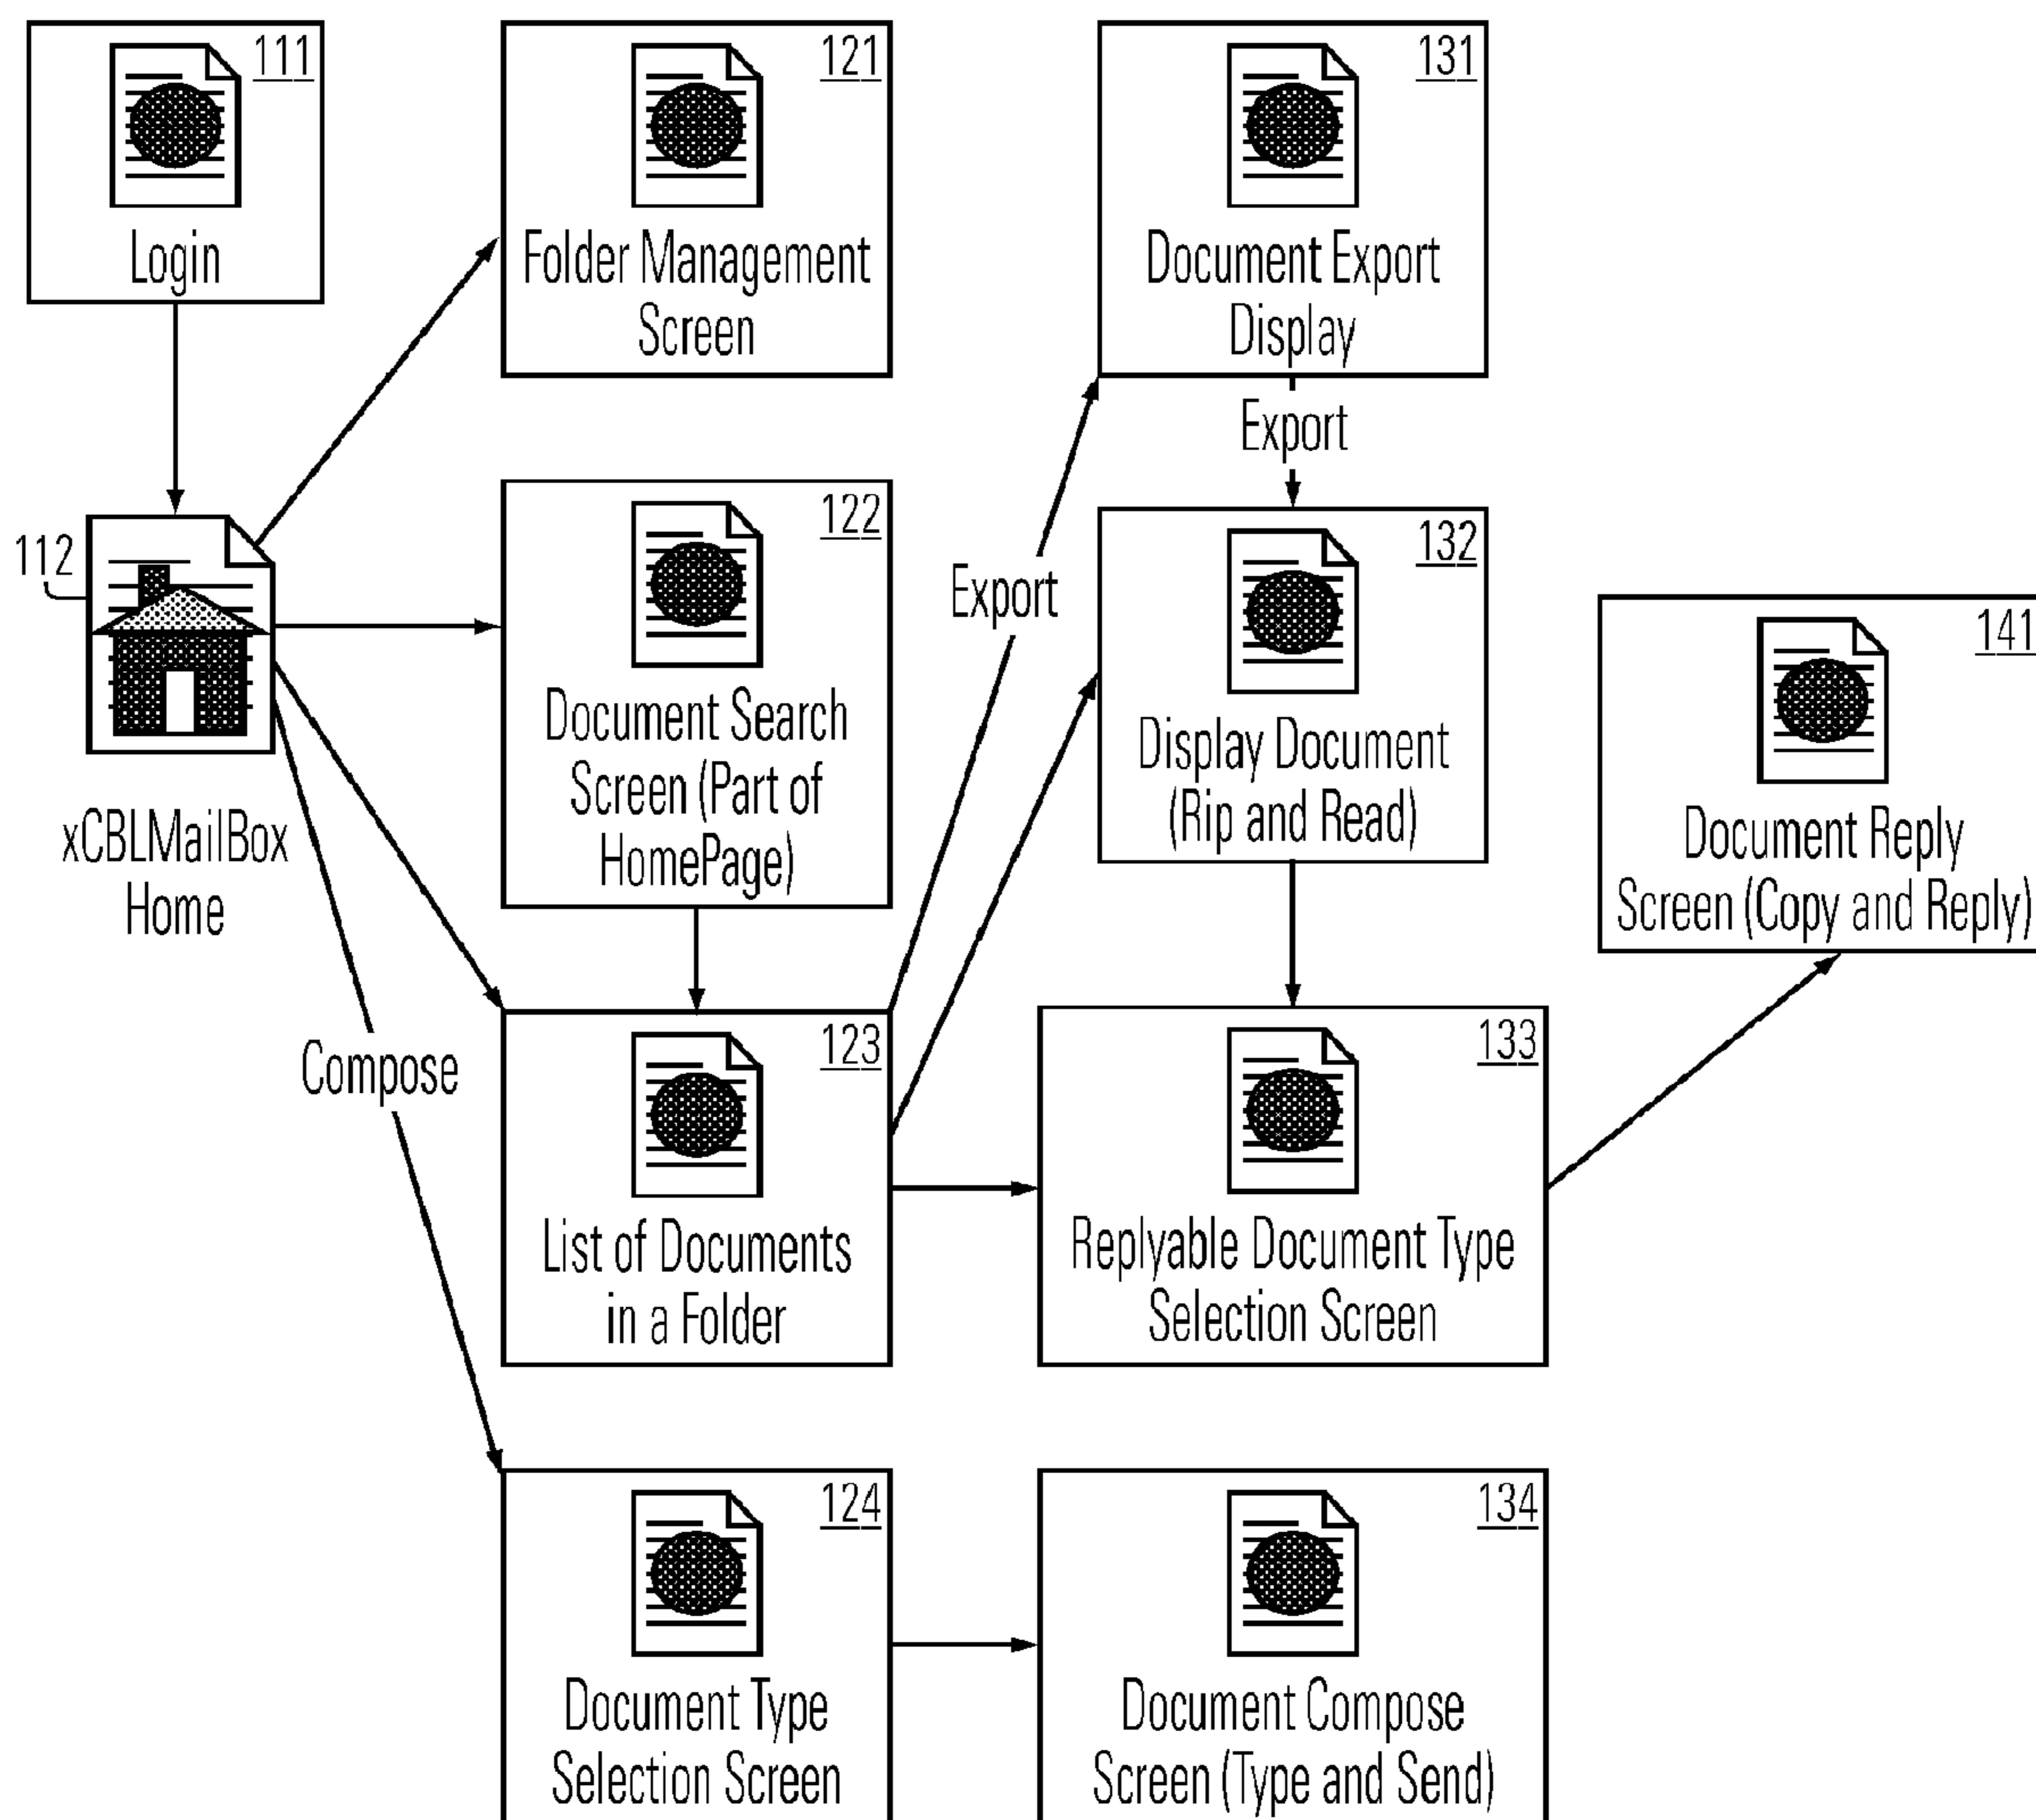 111
Login
112
xCBLMailBox
Home
121
Folder Management
Screen
122
Document Search
Screen (Part of
HomePage)
Compose
123
List of Documents
in a Folder
124
Document Type
Selection Screen
Export
131
Document Export
Display
Export
132
Display Document
(Rip and Read)
133
Replyable Document Type
Selection Screen
134
Document Compose
Screen (Type and Send)
141
Document Reply
Screen (Copy and Reply)